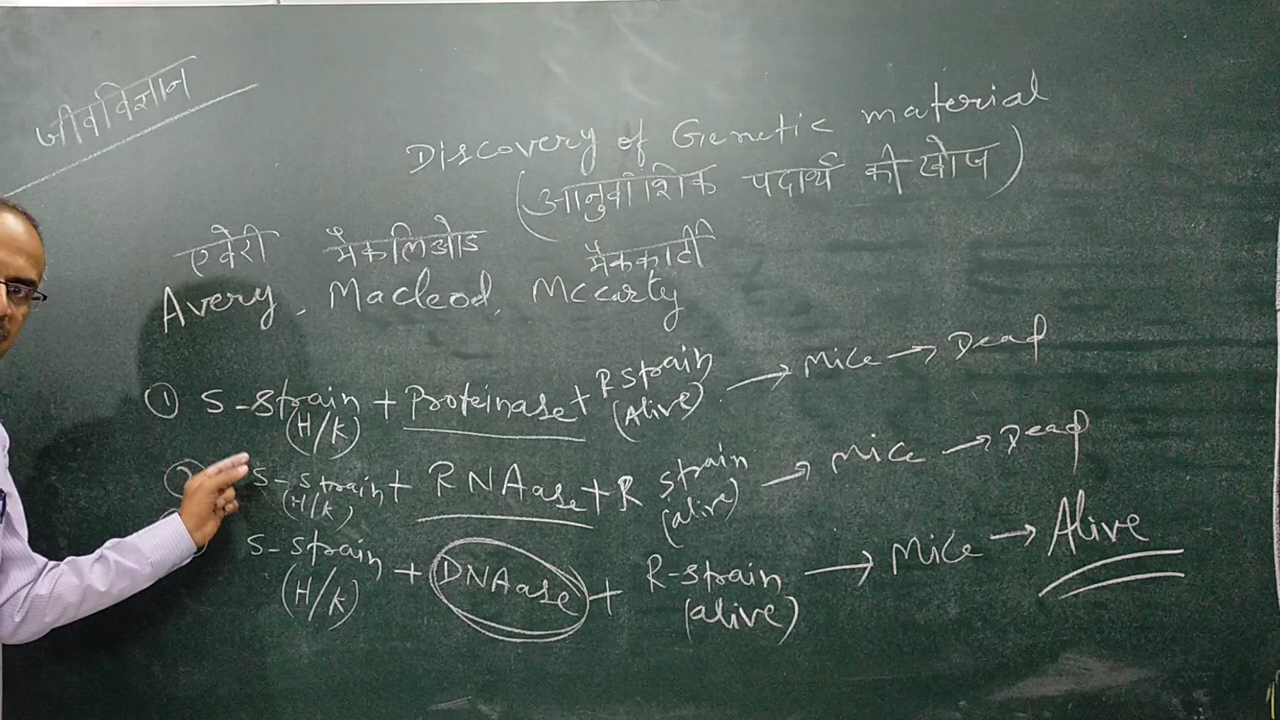 जीवविज्ञान
Discovery of Genetic material
(आनुवांशिक पदार्थ की खोज)
एवेरी मैकलिओड मैककार्टी
Avery, Macleod, Mccarty
① S-strain (H/K) + Proteinase + R strain (Alive) → Mice → Dead
② S-strain (H/K) + RNAase + R strain (alive) → Mice → Dead
S-strain (H/K) + DNAase + R-strain (alive) → Mice → Alive